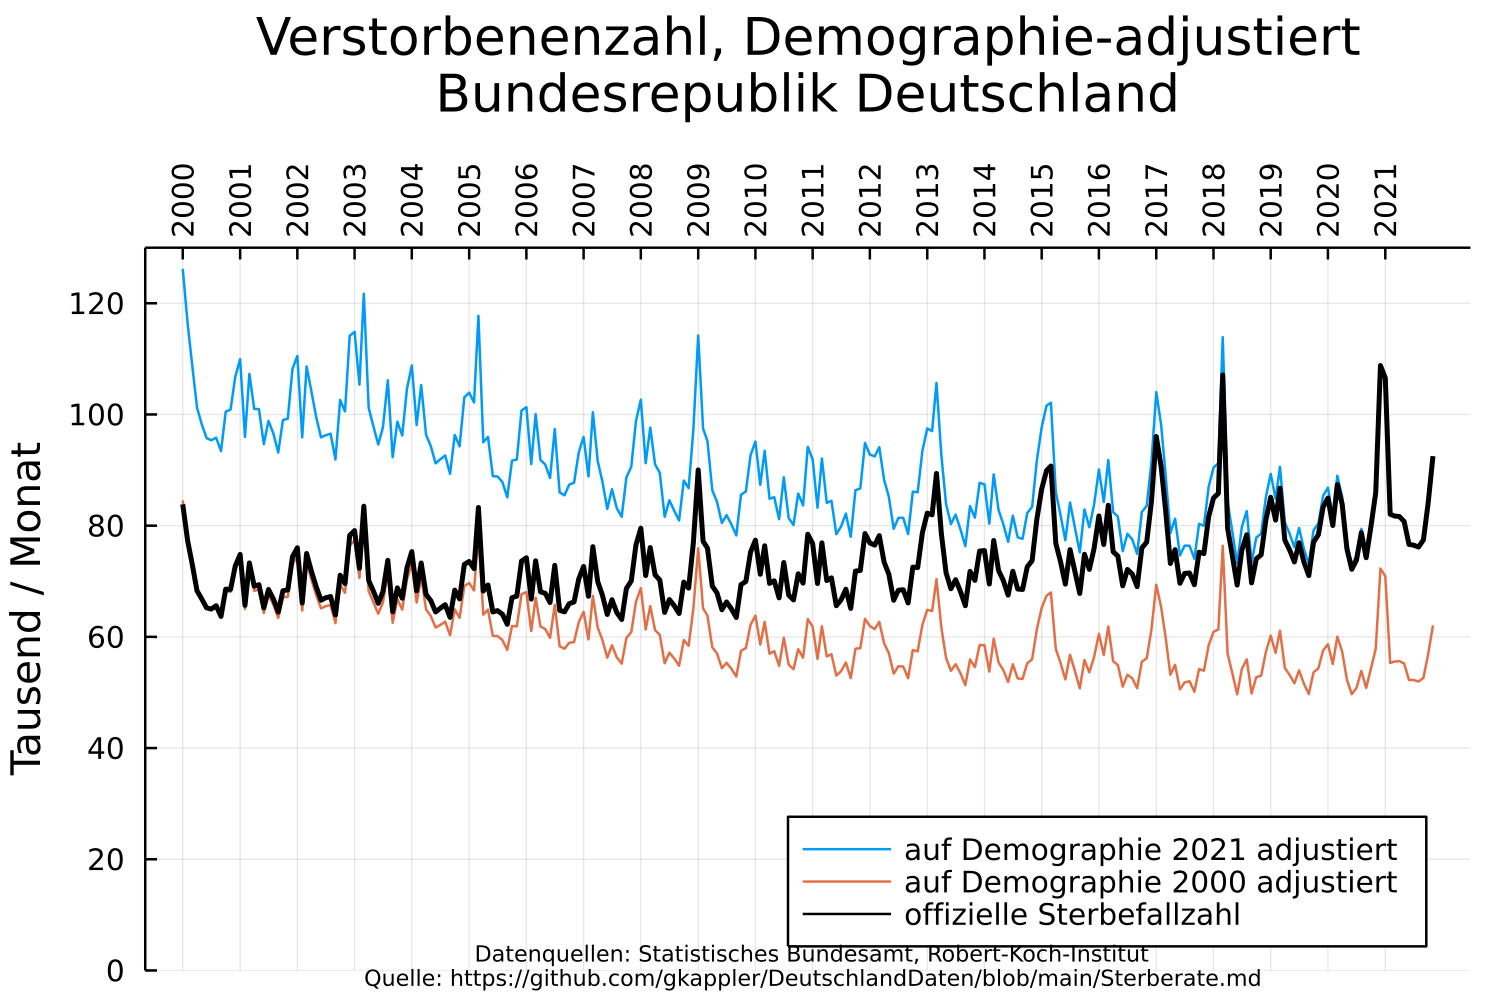 Verstorbenenzahl, Demographie-adjustiert
Bundesrepublik Deutschland
2000 2001 2002 2003 2004 2005 2006 2007 2008 2009 2010 2011 2012 2013 2014 2015 2016 2017 2018 2019 2020 2021
Tausend / Monat
120
100
80
60
40
20
0
auf Demographie 2021 adjustiert
auf Demographie 2000 adjustiert
offizielle Sterbefallzahl
Datenquellen: Statistisches Bundesamt, Robert-Koch-Institut
Quelle: https://github.com/gkappler/DeutschlandDaten/blob/main/Sterberate.md